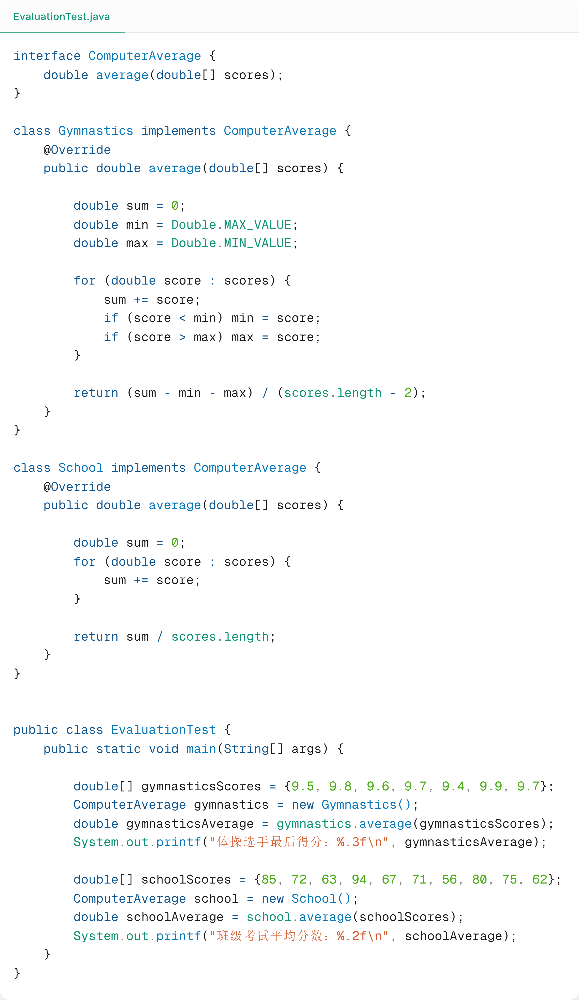 EvaluationTest.java
interface ComputerAverage {
    double average(double[] scores);
}
class Gymnastics implements ComputerAverage {
    @Override
    public double average(double[] scores) {
        double sum = 0;
        double min = Double.MAX_VALUE;
        double max = Double.MIN_VALUE;
        for (double score : scores) {
            sum += score;
            if (score < min) min = score;
            if (score > max) max = score;
        }
        return (sum - min - max) / (scores.length - 2);
    }
}
class School implements ComputerAverage {
    @Override
    public double average(double[] scores) {
        double sum = 0;
        for (double score : scores) {
            sum += score;
        }
        return sum / scores.length;
    }
}
public class EvaluationTest {
    public static void main(String[] args) {
        double[] gymnasticsScores = {9.5, 9.8, 9.6, 9.7, 9.4, 9.9, 9.7};
        ComputerAverage gymnastics = new Gymnastics();
        double gymnasticsAverage = gymnastics.average(gymnasticsScores);
        System.out.printf("体操选手最后得分：%.3f\n", gymnasticsAverage);
        double[] schoolScores = {85, 72, 63, 94, 67, 71, 56, 80, 75, 62};
        ComputerAverage school = new School();
        double schoolAverage = school.average(schoolScores);
        System.out.printf("班级考试平均分数：%.2f\n", schoolAverage);
    }
}